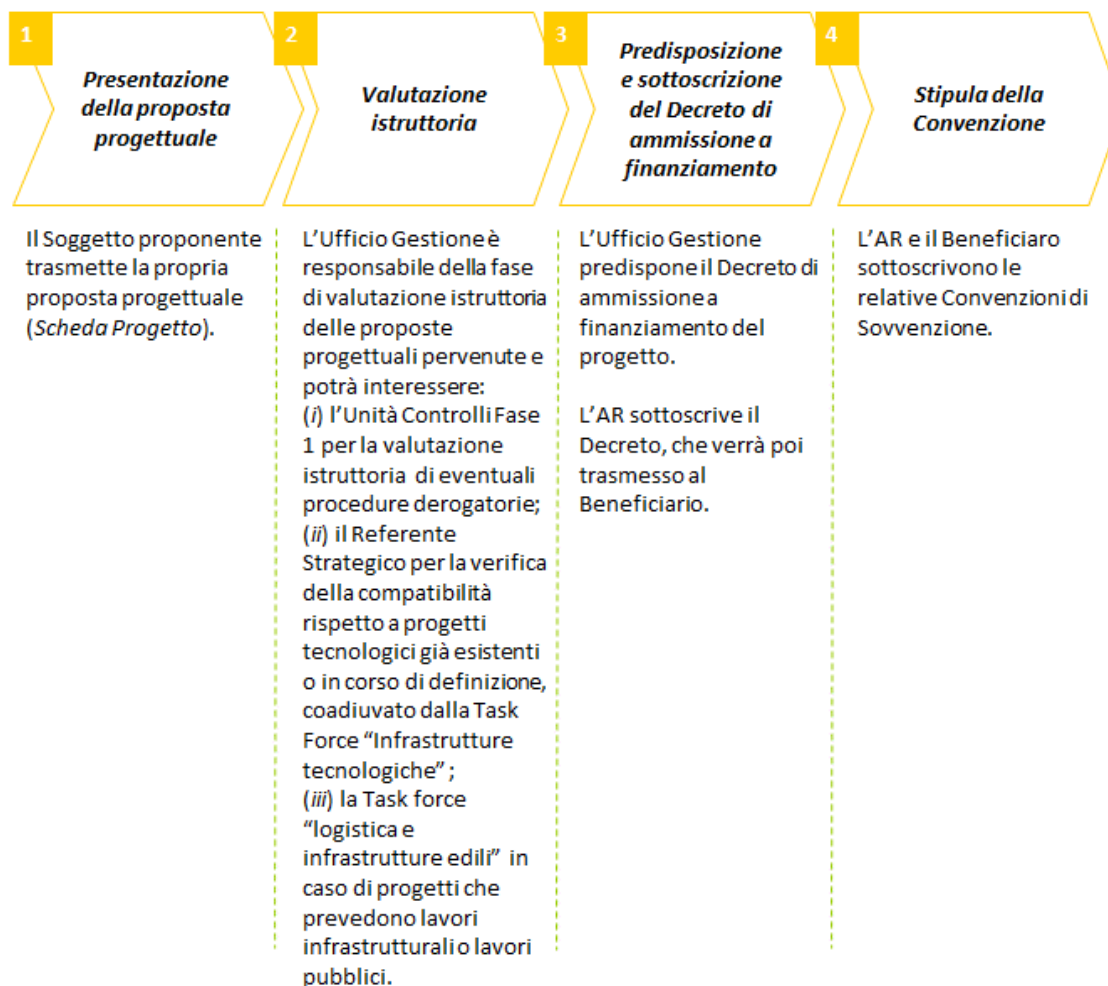 1
Presentazione
della proposta
progettuale
2
Valutazione
istruttoria
3
Predisposizione
e sottoscrizione
del Decreto di
ammissione a
finanziamento
4
Stipula della
Convenzione
Il Soggetto proponente
trasmette la propria
proposta progettuale
(Scheda Progetto).
L'Ufficio Gestione è
responsabile della fase
di valutazione istruttoria
delle proposte
progettuali pervenute e
potrà interessere:
(i) l'Unità Controlli Fase
1 per la valutazione
istruttoria di eventuali
procedure derogatorie;
(ii) il Referente
Strategico per la verifica
della compatibilità
rispetto a progetti
tecnologici già esistenti
o in corso di definizione,
coadiuvato dalla Task
Force "Infrastrutture
tecnologiche" ;
(iii) la Task force
"logistica e
infrastrutture edili" in
caso di progetti che
prevedono lavori
infrastrutturali o lavori
pubblici.
L'Ufficio Gestione
predispone il Decreto di
ammissione a
finanziamento del
progetto.
L'AR sottoscrive il
Decreto, che verrà poi
trasmesso al
Beneficiario.
L'AR e il Beneficiaro
sottoscrivono le
relative Convenzioni di
Sovvenzione.